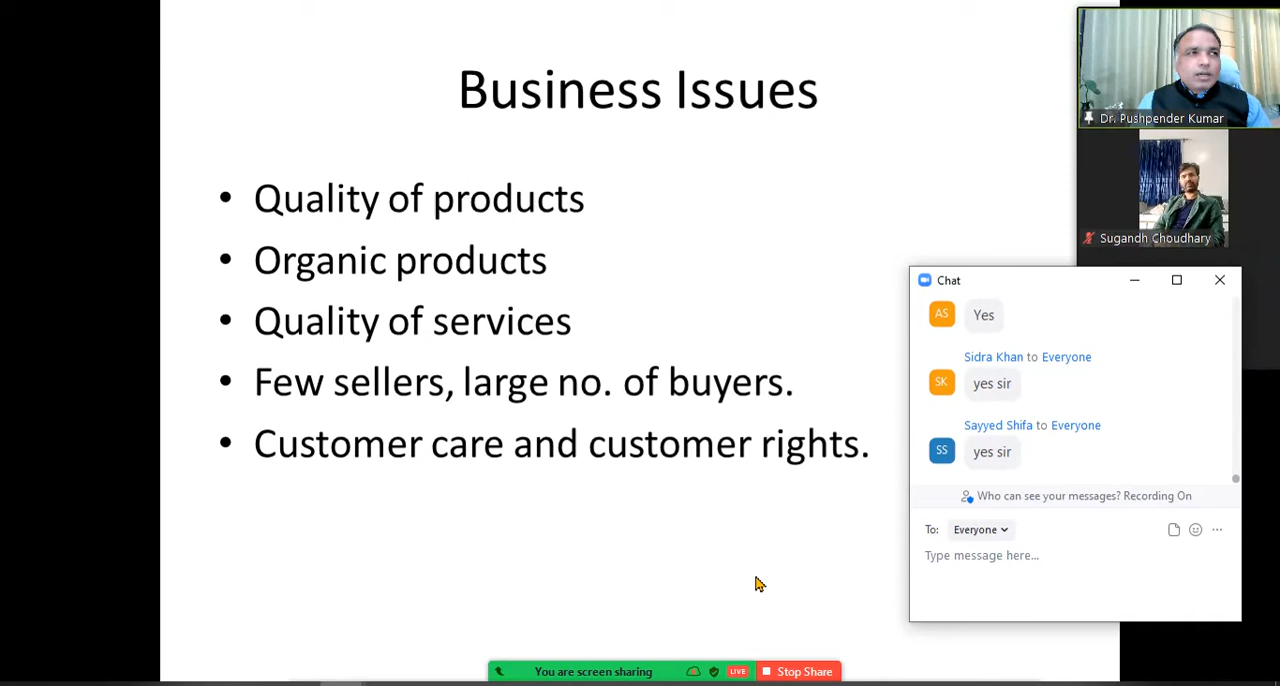 Business Issues
• Quality of products
• Organic products
• Quality of services
• Few sellers, large no. of buyers.
• Customer care and customer rights.
Dr. Pushpender Kumar
Sugandh Choudhary
Chat
AS
Yes
Sidra Khan to Everyone
SK
yes sir
Sayyed Shifa to Everyone
SS
yes sir
Who can see your messages? Recording On
To: Everyone
Type message here...
You are screen sharing LIVE Stop Share